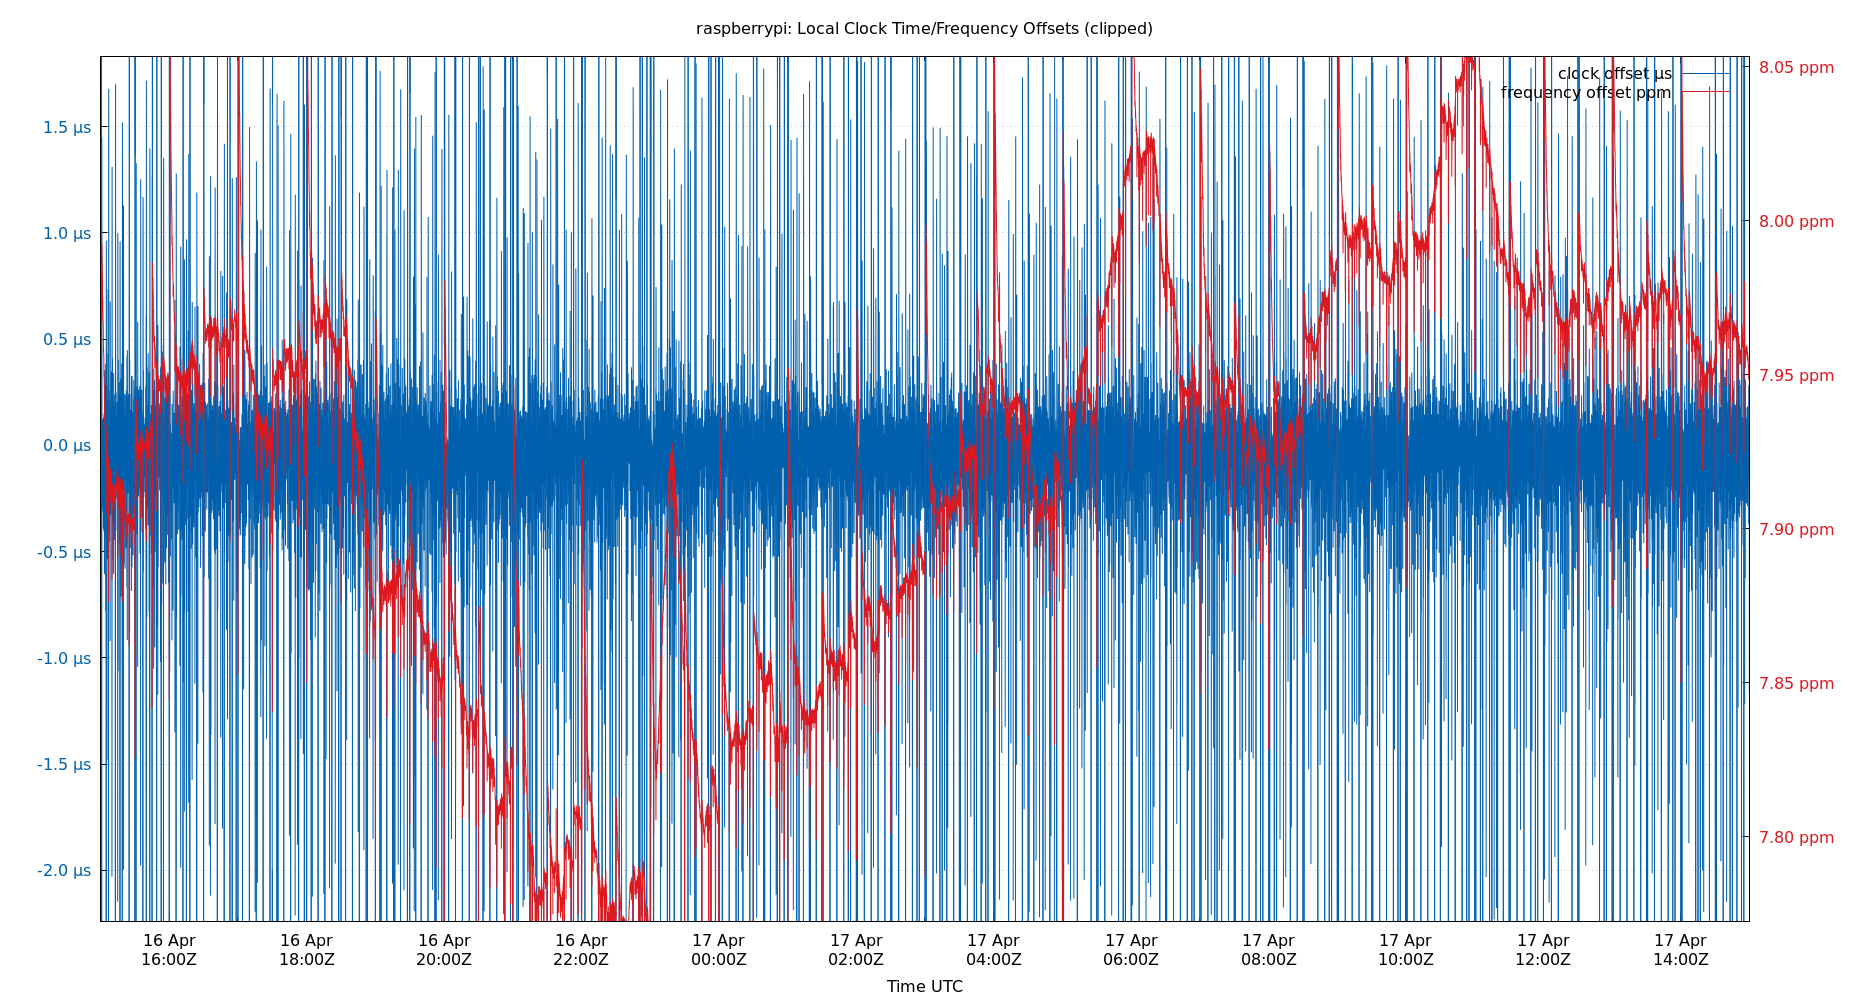 raspberrypi: Local Clock Time/Frequency Offsets (clipped)
clock offset µs
frequency offset ppm
1.5 µs
1.0 µs
0.5 µs
0.0 µs
-0.5 µs
-1.0 µs
-1.5 µs
-2.0 µs
8.05 ppm
8.00 ppm
7.95 ppm
7.90 ppm
7.85 ppm
7.80 ppm
16 Apr 16 Apr 16 Apr 16 Apr 17 Apr 17 Apr 17 Apr 17 Apr 17 Apr 17 Apr 17 Apr 17 Apr
16:00Z 18:00Z 20:00Z 22:00Z 00:00Z 02:00Z 04:00Z 06:00Z 08:00Z 10:00Z 12:00Z 14:00Z
Time UTC